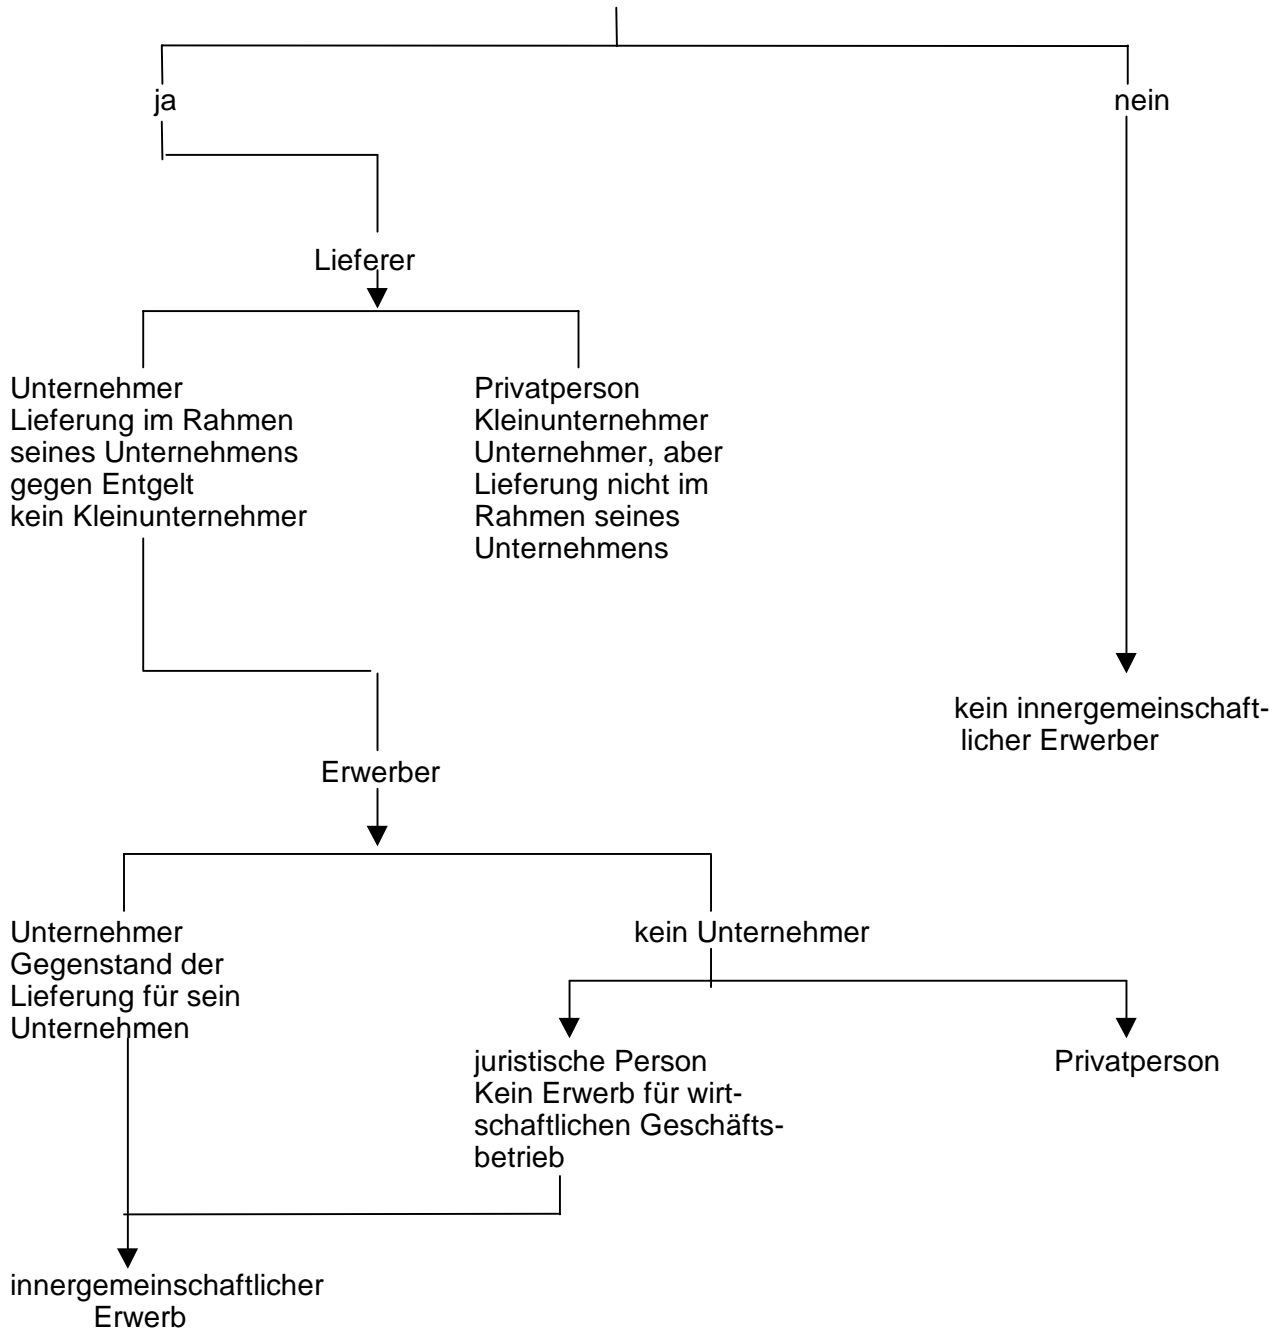 ja
nein
Lieferer
Unternehmer
Lieferung im Rahmen
seines Unternehmens
gegen Entgelt
kein Kleinunternehmer
Privatperson
Kleinunternehmer
Unternehmer, aber
Lieferung nicht im
Rahmen seines
Unternehmens
kein innergemeinschaft-
licher Erwerber
Erwerber
Unternehmer
Gegenstand der
Lieferung für sein
Unternehmen
kein Unternehmer
juristische Person
Kein Erwerb für wirt-
schaftlichen Geschäfts-
betrieb
Privatperson
innergemeinschaftlicher
Erwerb